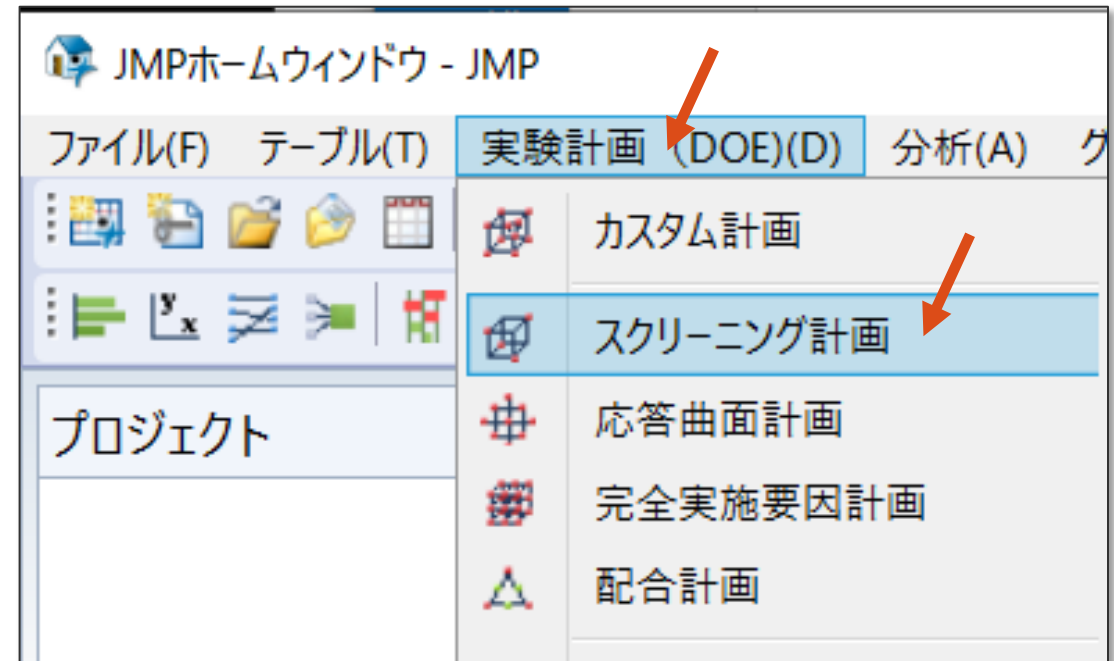 JMPホームウィンドウ - JMP
ファイル(F) テーブル(T) 実験計画 (DOE)(D) 分析(A) グ
カスタム計画
スクリーニング計画
プロジェクト
応答曲面計画
完全実施要因計画
配合計画